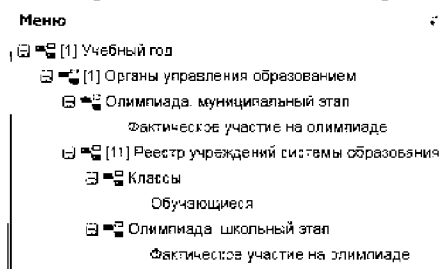 Меню
[1] Учебный год
[1] Органы управления образованием
Олимпиада. муниципальный этап
Фактическое участие на олимпиаде
[11] Реестр учреждений системы образования
Классы
Обучающиеся
Олимпиада школьный этап
Фактическое участие на олимпиаде